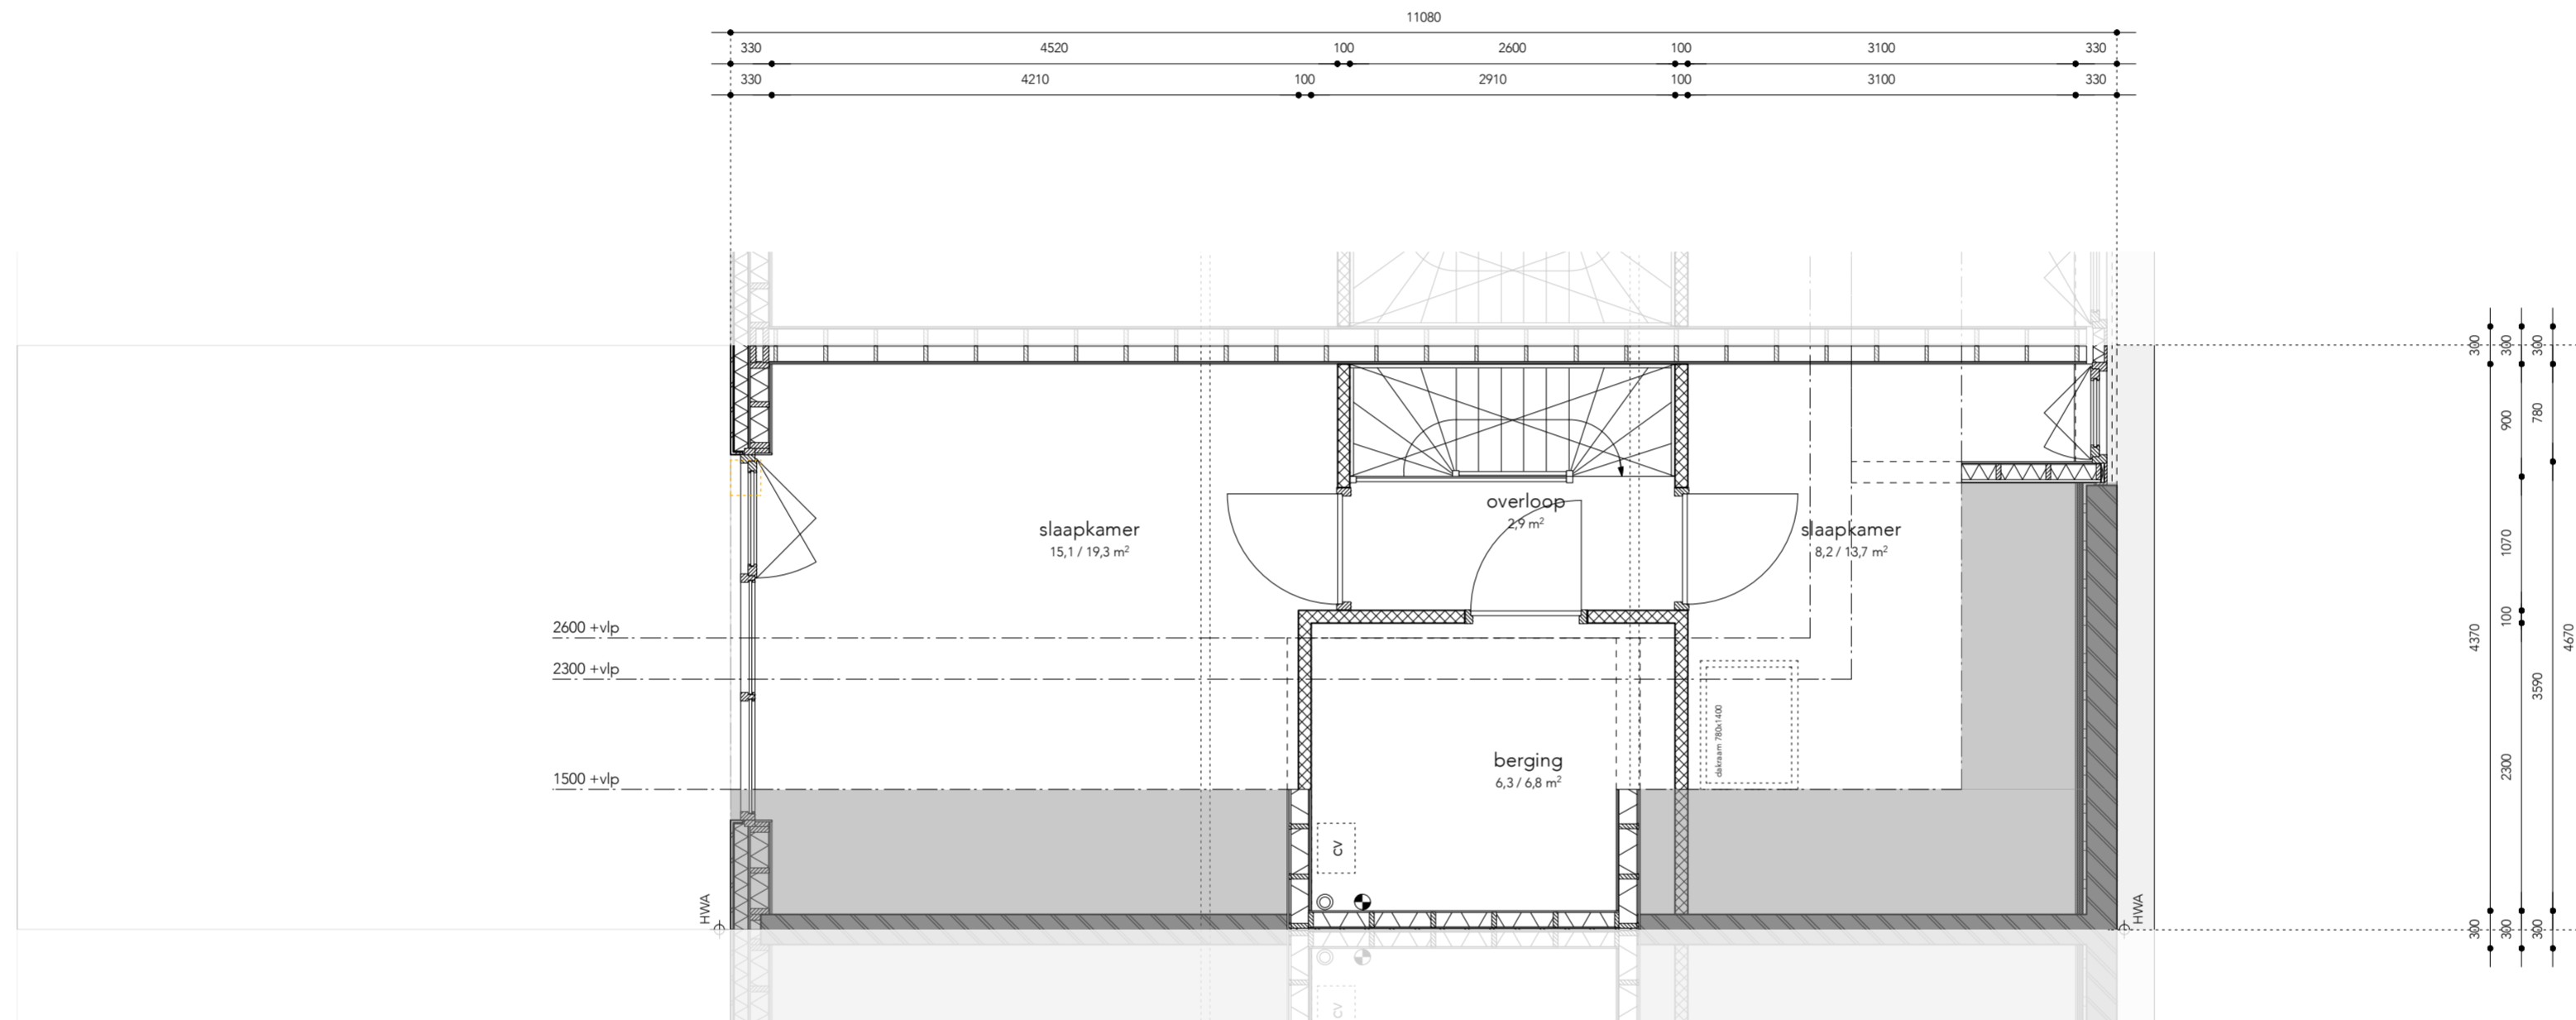 11080
330 4520 100 2600 100 3100 330
330 4210 100 2910 100 3100 330
overloop
2,9 m²
slaapkamer
15,1 / 19,3 m²
slaapkamer
8,2 / 13,7 m²
2600 +vlp
2300 +vlp
1500 +vlp
dakraam 780x1400
berging
6,3 / 6,8 m²
CV
HWA
HWA
CV
300 4370 300
300 900 1070 100 2300 300
300 780 3590 300
4670